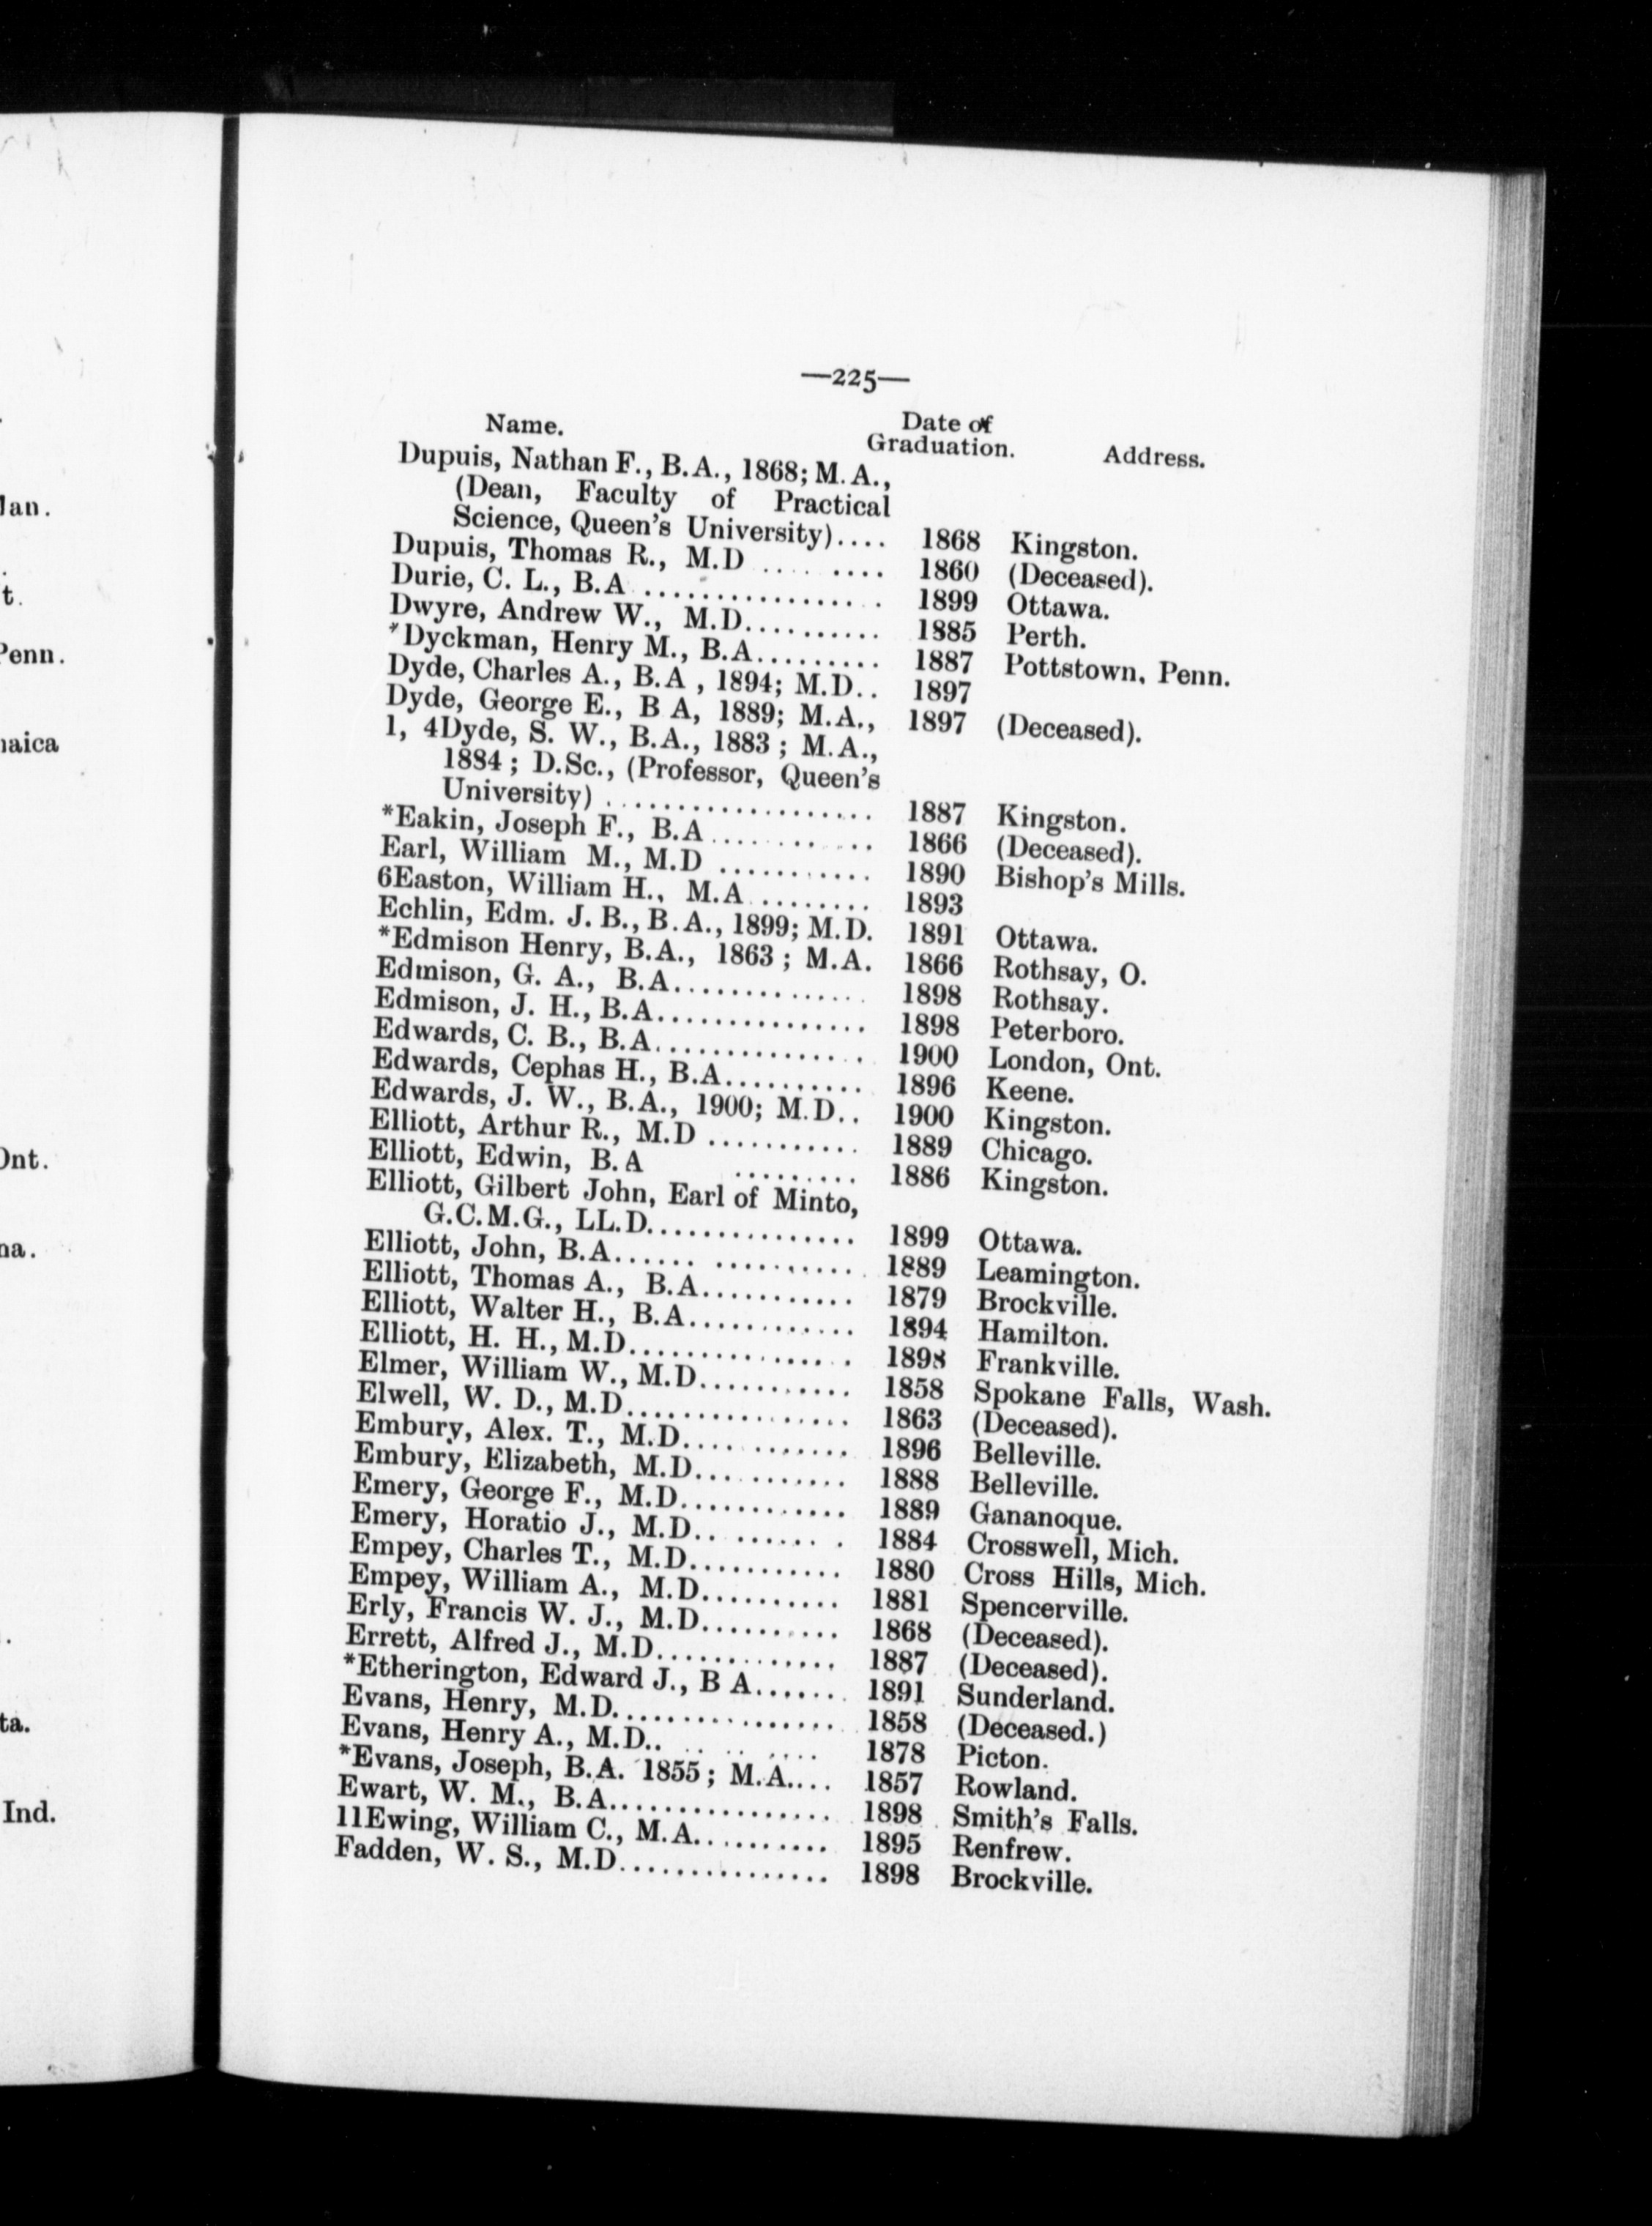 —225—
Name. Date of Graduation. Address.
Dupuis, Nathan F., B.A., 1868; M.A.,
(Dean, Faculty of Practical
Science, Queen's University).... 1868 Kingston.
Dupuis, Thomas R., M.D ........ 1860 (Deceased).
Durie, C. L., B.A ................. 1899 Ottawa.
Dwyre, Andrew W., M.D.......... 1885 Perth.
*Dyckman, Henry M., B.A......... 1887 Pottstown, Penn.
Dyde, Charles A., B.A , 1894; M.D.. 1897
Dyde, George E., B A, 1889; M.A., 1897 (Deceased).
1, 4Dyde, S. W., B.A., 1883 ; M.A.,
1884 ; D.Sc., (Professor, Queen's
University) ................... 1887 Kingston.
*Eakin, Joseph F., B.A ............ 1866 (Deceased).
Earl, William M., M.D ........... 1890 Bishop's Mills.
6Easton, William H., M.A ......... 1893
Echlin, Edm. J. B., B.A., 1899; M.D. 1891 Ottawa.
*Edmison Henry, B.A., 1863 ; M.A. 1866 Rothsay, O.
Edmison, G. A., B.A.............. 1898 Rothsay.
Edmison, J. H., B.A............... 1898 Peterboro.
Edwards, C. B., B.A............... 1900 London, Ont.
Edwards, Cephas H., B.A.......... 1896 Keene.
Edwards, J. W., B.A., 1900; M.D.. 1900 Kingston.
Elliott, Arthur R., M.D ........... 1889 Chicago.
Elliott, Edwin, B.A ......... 1886 Kingston.
Elliott, Gilbert John, Earl of Minto,
G.C.M.G., LL.D............... 1899 Ottawa.
Elliott, John, B.A...... .......... 1889 Leamington.
Elliott, Thomas A., B.A........... 1879 Brockville.
Elliott, Walter H., B.A............ 1894 Hamilton.
Elliott, H. H., M.D................ 1898 Frankville.
Elmer, William W., M.D........... 1858 Spokane Falls, Wash.
Elwell, W. D., M.D................ 1863 (Deceased).
Embury, Alex. T., M.D............ 1896 Belleville.
Embury, Elizabeth, M.D........... 1888 Belleville.
Emery, George F., M.D............ 1889 Gananoque.
Emery, Horatio J., M.D.. ....... . 1884 Crosswell, Mich.
Empey, Charles T., M.D........... 1880 Cross Hills, Mich.
Empey, William A., M.D.......... 1881 Spencerville.
Erly, Francis W. J., M.D.......... 1868 (Deceased).
Errett, Alfred J., M.D............. 1887 (Deceased).
*Etherington, Edward J., B A....... 1891 Sunderland.
Evans, Henry, M.D................ 1858 (Deceased.)
Evans, Henry A., M.D.. ........ 1878 Picton.
*Evans, Joseph, B.A. 1855 ; M.A.... 1857 Rowland.
Ewart, W. M., B.A................ 1898 Smith's Falls.
11Ewing, William C., M.A.......... 1895 Renfrew.
Fadden, W. S., M.D............... 1898 Brockville.
Ont.
Ind.